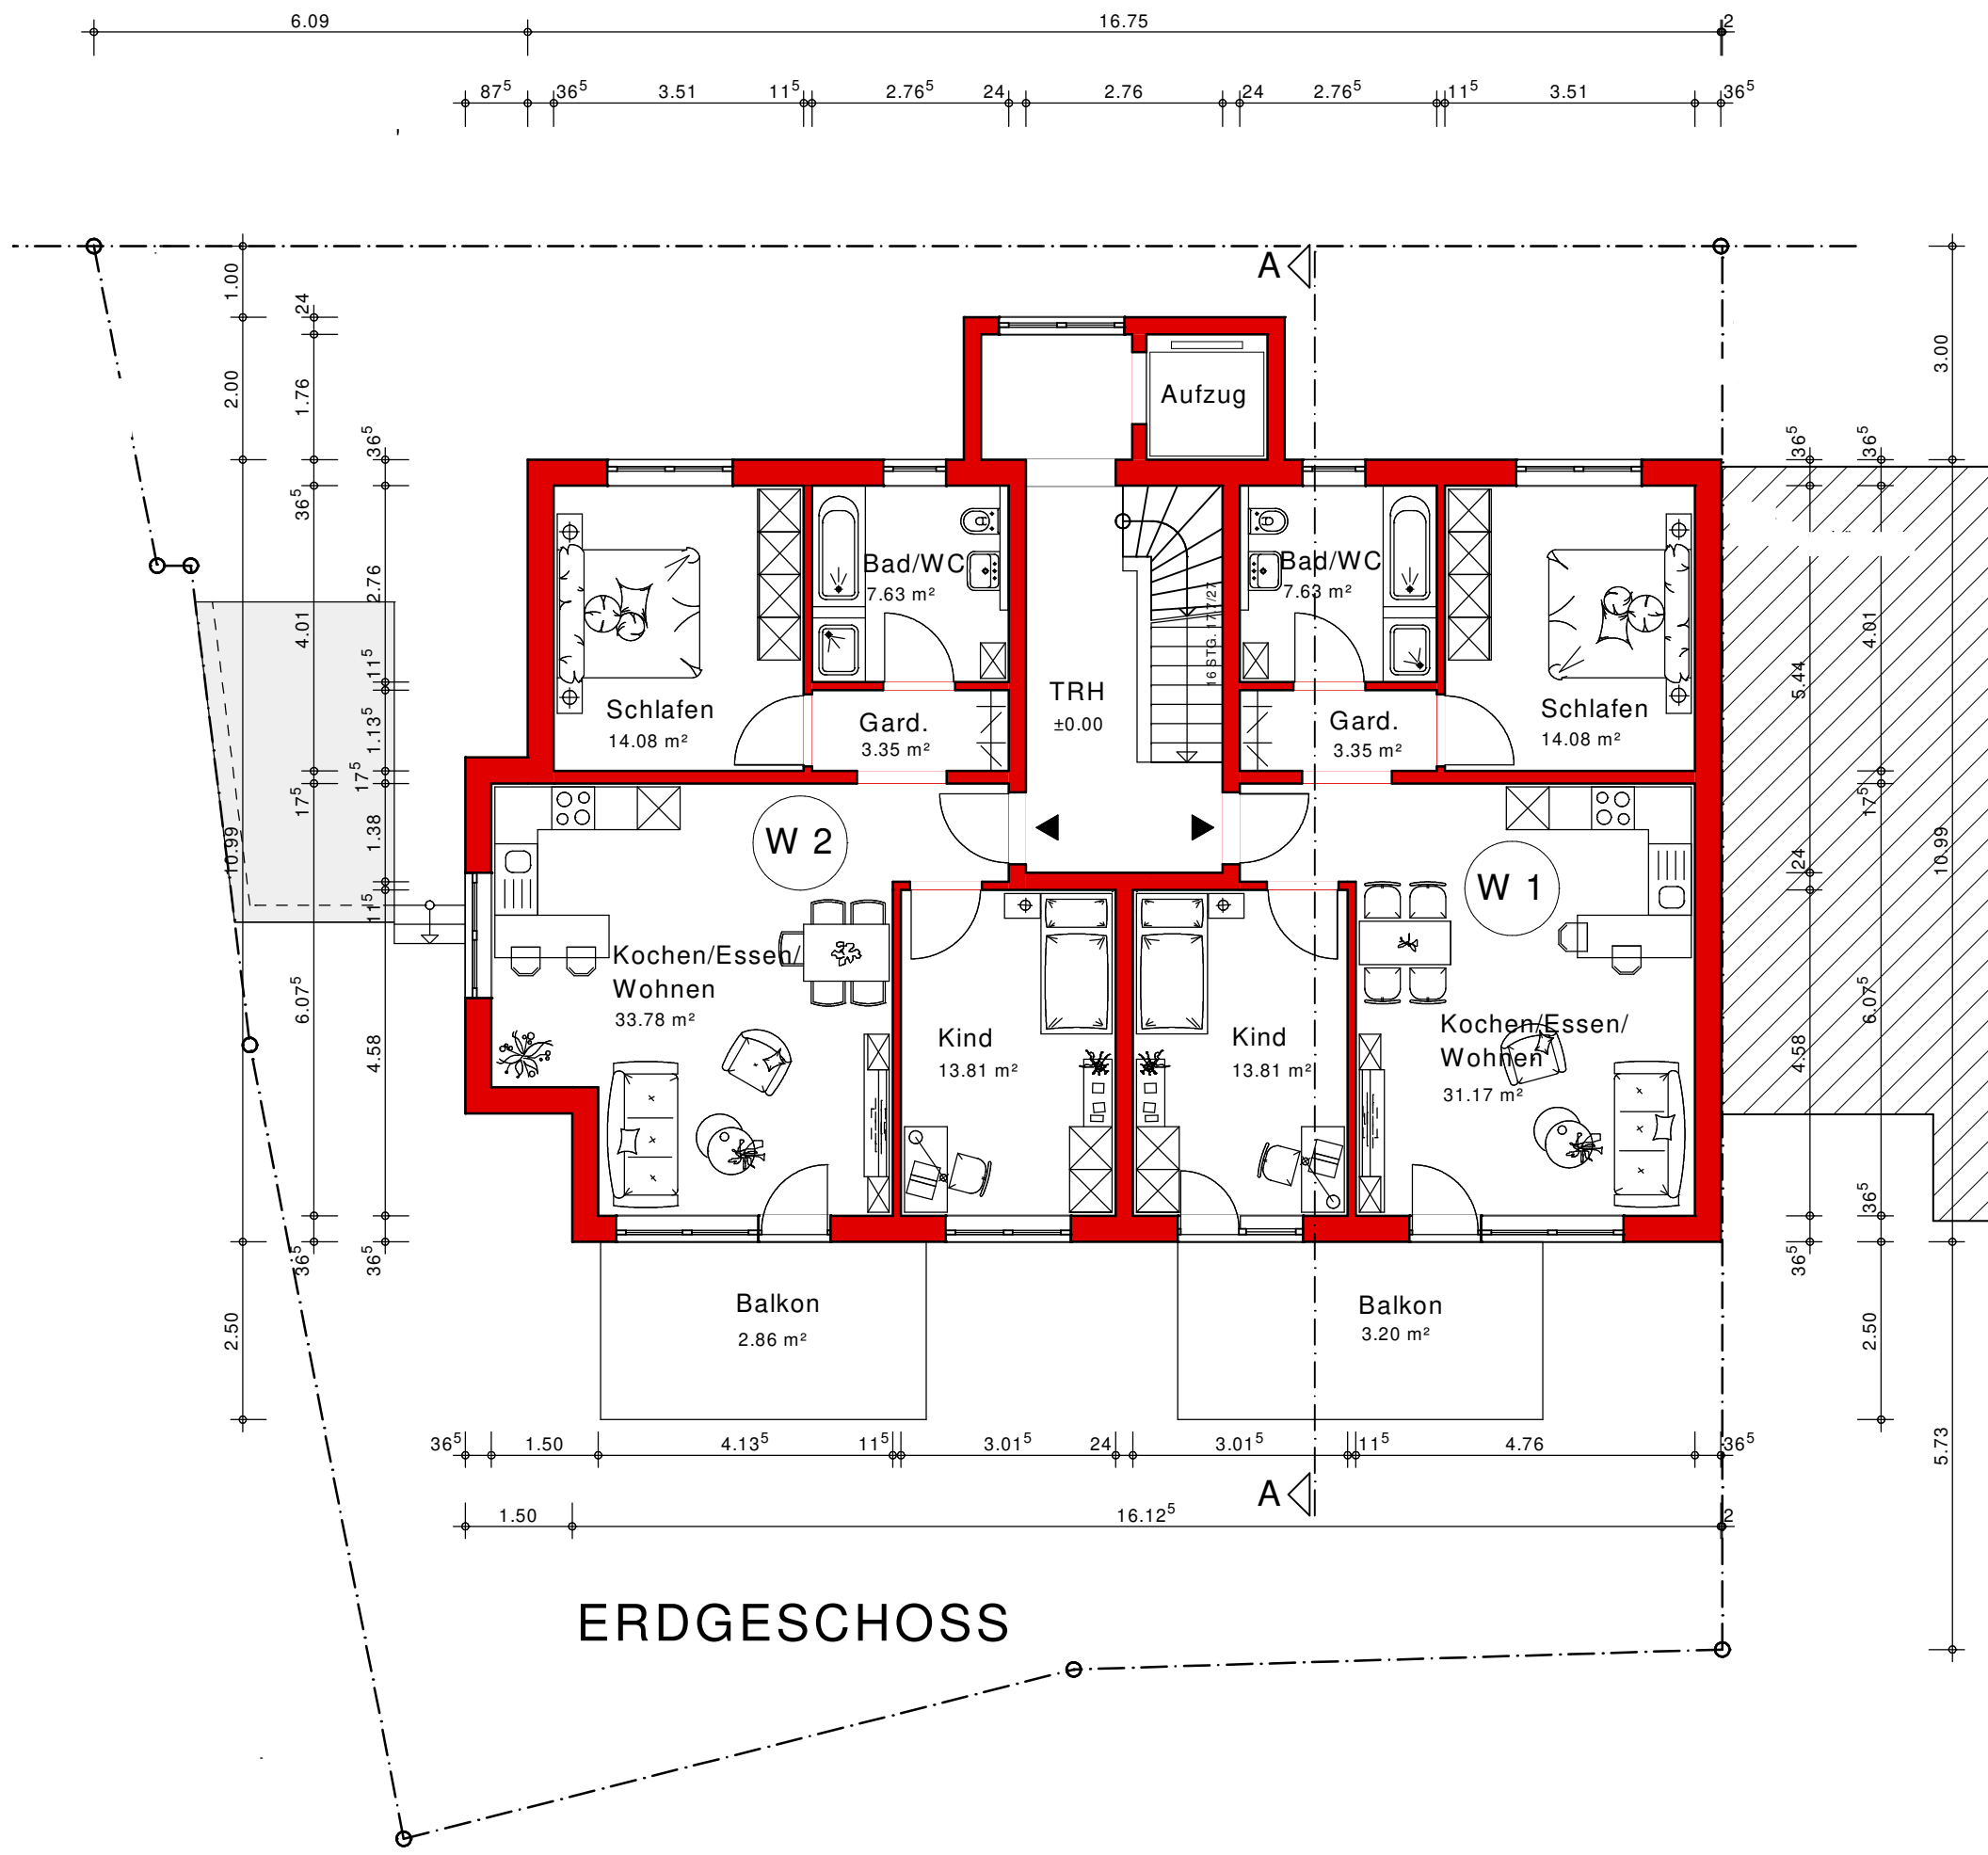 6.09 16.75 2
87⁵ 36⁵ 3.51 11⁵ 2.76⁵ 24 2.76 24 2.76⁵ 11⁵ 3.51 36⁵
A
1.00
24
2.00
1.76
3.00
36⁵
36⁵
36⁵
36⁵
Aufzug
Bad/WC
7.63 m²
Bad/WC
7.63 m²
2.76
4.01
11⁵
1.13⁵
17⁵
17⁵
1.38
10.99
11⁵
6.07⁵
4.58
36⁵
36⁵
2.50
16 STG. 17.7/27
Schlafen
14.08 m²
Gard.
3.35 m²
TRH
±0.00
Gard.
3.35 m²
Schlafen
14.08 m²
4.01
5.44
17⁵
24
10.99
6.07⁵
4.58
36⁵
36⁵
2.50
5.73
W 2
W 1
Kochen/Essen/
Wohnen
33.78 m²
Kind
13.81 m²
Kind
13.81 m²
Kochen/Essen/
Wohnen
31.17 m²
Balkon
2.86 m²
Balkon
3.20 m²
36⁵ 1.50 4.13⁵ 11⁵ 3.01⁵ 24 3.01⁵ 11⁵ 4.76 36⁵
A
1.50 16.12⁵ 2
ERDGESCHOSS